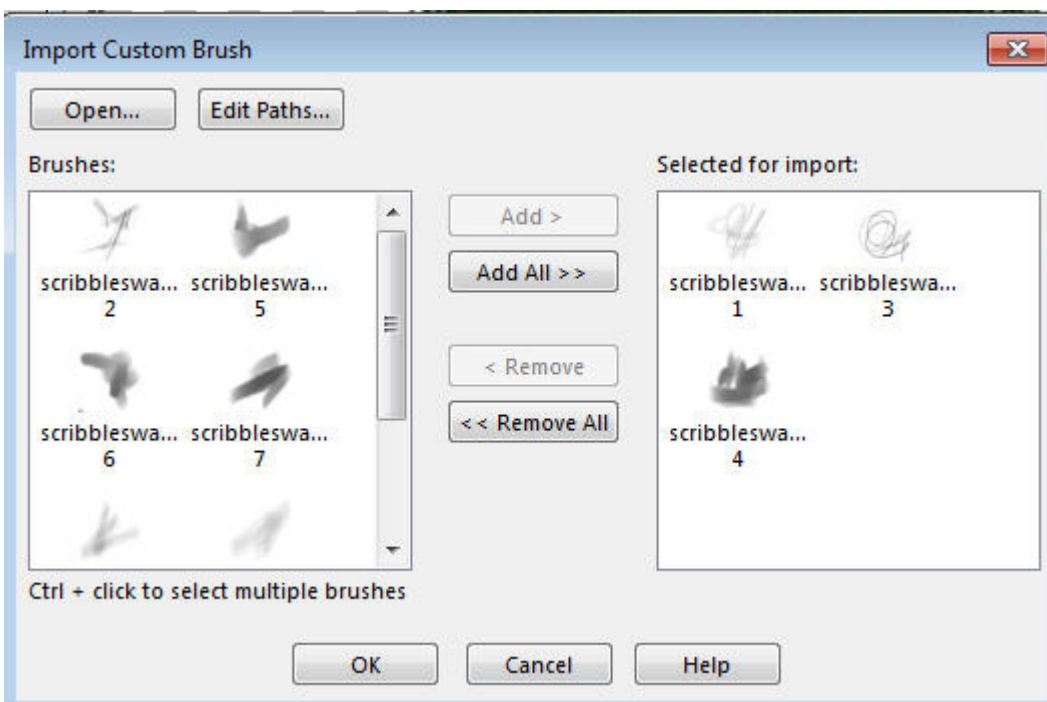 Import Custom Brush
Open... Edit Paths...
Brushes:
scribbleswa... scribbleswa...
2 5
scribbleswa... scribbleswa...
6 7
Ctrl + click to select multiple brushes
Add >
Add All >>
< Remove
<< Remove All
Selected for import:
scribbleswa... scribbleswa...
1 3
scribbleswa...
4
OK Cancel Help